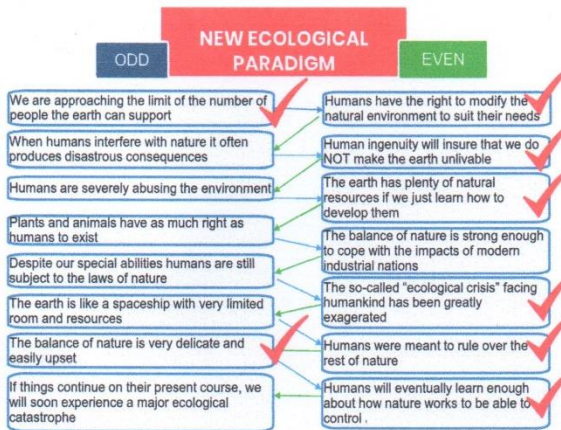 NEW ECOLOGICAL
PARADIGM
ODD
EVEN
We are approaching the limit of the number of
people the earth can support
Humans have the right to modify the
natural environment to suit their needs
When humans interfere with nature it often
produces disastrous consequences
Human ingenuity will insure that we do
NOT make the earth unlivable
Humans are severely abusing the environment
The earth has plenty of natural
resources if we just learn how to
develop them
Plants and animals have as much right as
humans to exist
The balance of nature is strong enough
to cope with the impacts of modern
industrial nations
Despite our special abilities humans are still
subject to the laws of nature
The so-called "ecological crisis" facing
humankind has been greatly
exagerated
The earth is like a spaceship with very limited
room and resources
Humans were meant to rule over the
rest of nature
The balance of nature is very delicate and
easily upset
Humans will eventually learn enough
about how nature works to be able to
control .
If things continue on their present course, we
will soon experience a major ecological
catastrophe